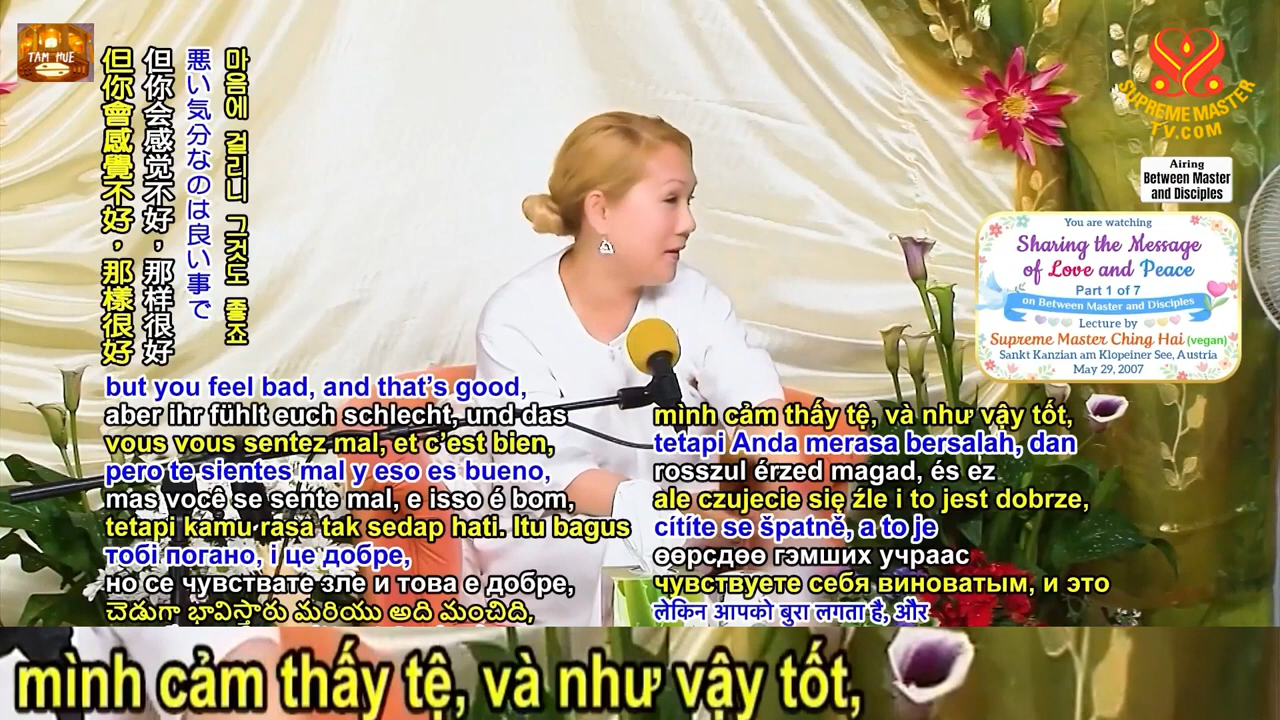 TAM HUE
但你會感覺不好，那樣很好
但你会感觉不好，那样很好
悪い気分なのは良い事で
마음에 걸리니 그것도 좋죠
SUPREME MASTER
TV.COM
Airing
Between Master
and Disciples
You are watching
Sharing the Message
of Love and Peace
Part 1 of 7
on Between Master and Disciples
Lecture by
Supreme Master Ching Hai (vegan)
Sankt Kanzian am Klopeiner See, Austria
May 29, 2007
but you feel bad, and that's good,
aber ihr fühlt euch schlecht, und das
vous vous sentez mal, et c'est bien,
pero te sientes mal y eso es bueno,
mas você se sente mal, e isso é bom,
tetapi kamu rasa tak sedap hati. Itu bagus
тобі погано, і це добре,
но се чувствате зле и това е добре,
చెడుగా భావిస్తారు మరియు అది మంచిది,
mình cảm thấy tệ, và như vậy tốt,
tetapi Anda merasa bersalah, dan
rosszul érzed magad, és ez
ale czujecie się źle i to jest dobrze,
cítíte se špatně, a to je
өөрсдөө гэмших учраас
чувствуете себя виноватым, и это
लेकिन आपको बुरा लगता है, और
mình cảm thấy tệ, và như vậy tốt,